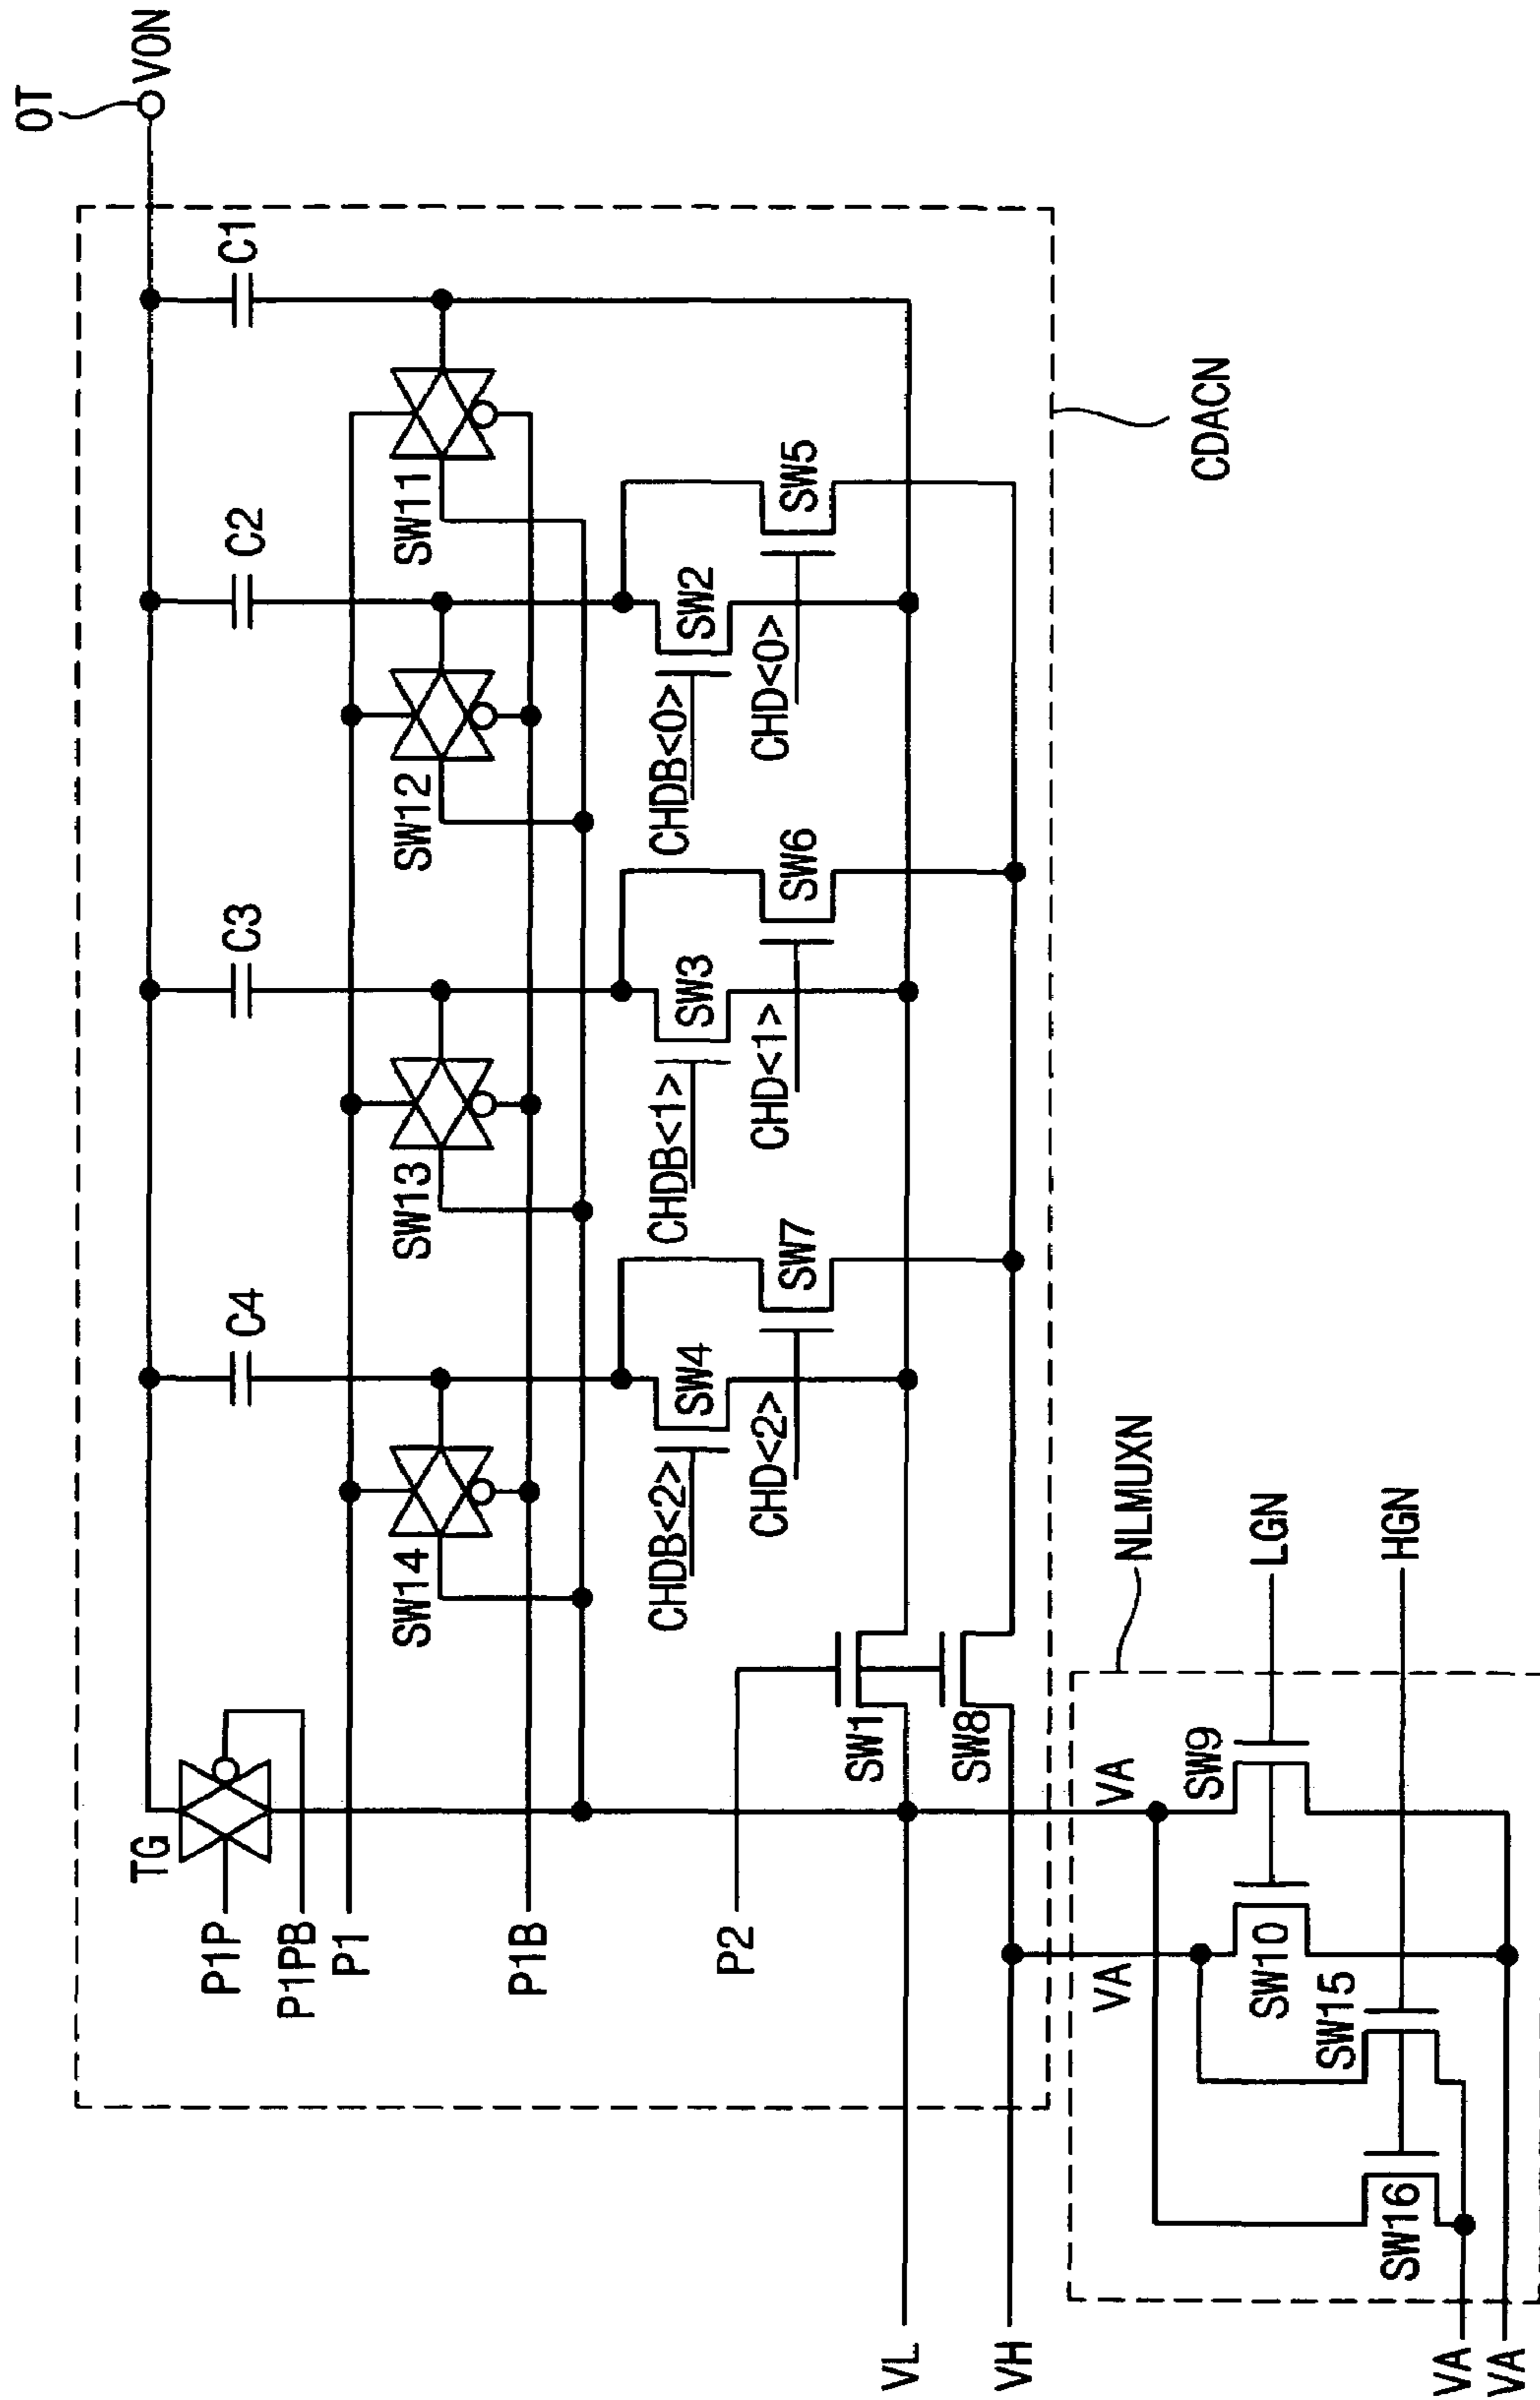 OT
VON
C4
C3
C2
C1
TG
P1P
P1PB
P1
SW14
SW13
SW12
SW11
P1B
P2
CHDB<2>
SW4
CHDB<1>
SW3
CHDB<0>
SW2
CHD<2>
SW7
CHD<1>
SW6
CHD<0>
SW5
SW1
VL
SW8
VH
CDACN
VA
VA
NLMUXN
SW9
SW10
LGN
SW15
SW16
HGN
VA
VA